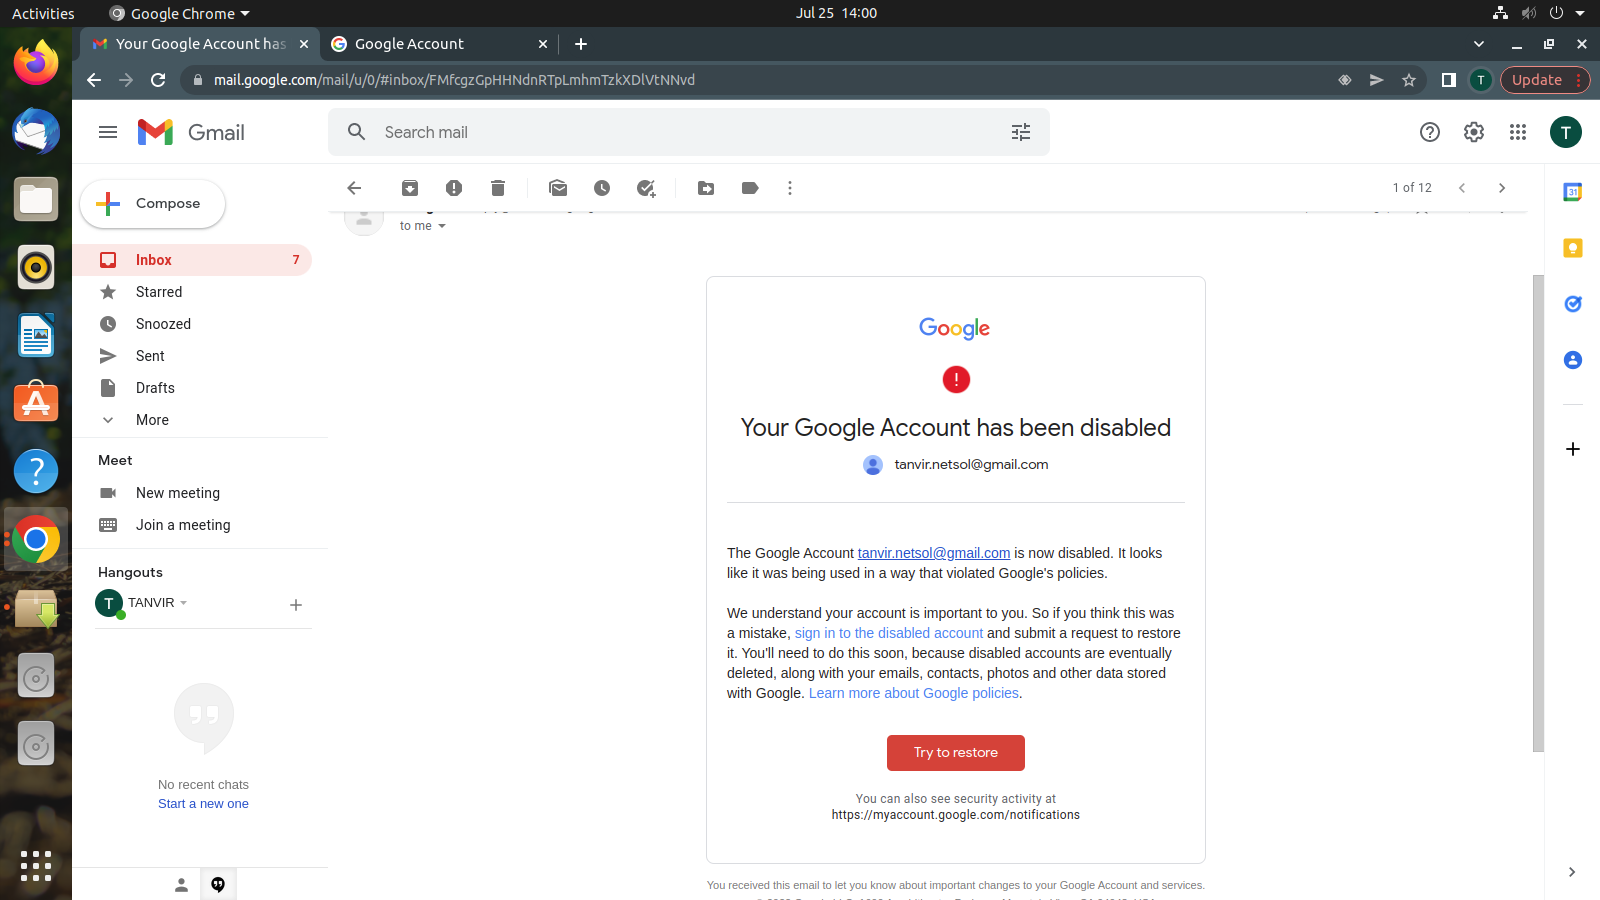 Activities
Google Chrome
Jul 25 14:00
Your Google Account has
Google Account
mail.google.com/mail/u/0/#inbox/FMfcgzGpHHNdnRTpLmhmTzkXDlVtNNvd
T
Update
Gmail
Search mail
T
1 of 12
31
Compose
to me
Inbox 7
Starred
Snoozed
Sent
Drafts
More
Meet
New meeting
Join a meeting
Hangouts
T TANVIR
No recent chats
Start a new one
Google
Your Google Account has been disabled
tanvir.netsol@gmail.com
The Google Account tanvir.netsol@gmail.com is now disabled. It looks
like it was being used in a way that violated Google's policies.
We understand your account is important to you. So if you think this was
a mistake, sign in to the disabled account and submit a request to restore
it. You'll need to do this soon, because disabled accounts are eventually
deleted, along with your emails, contacts, photos and other data stored
with Google. Learn more about Google policies.
Try to restore
You can also see security activity at
https://myaccount.google.com/notifications
You received this email to let you know about important changes to your Google Account and services.